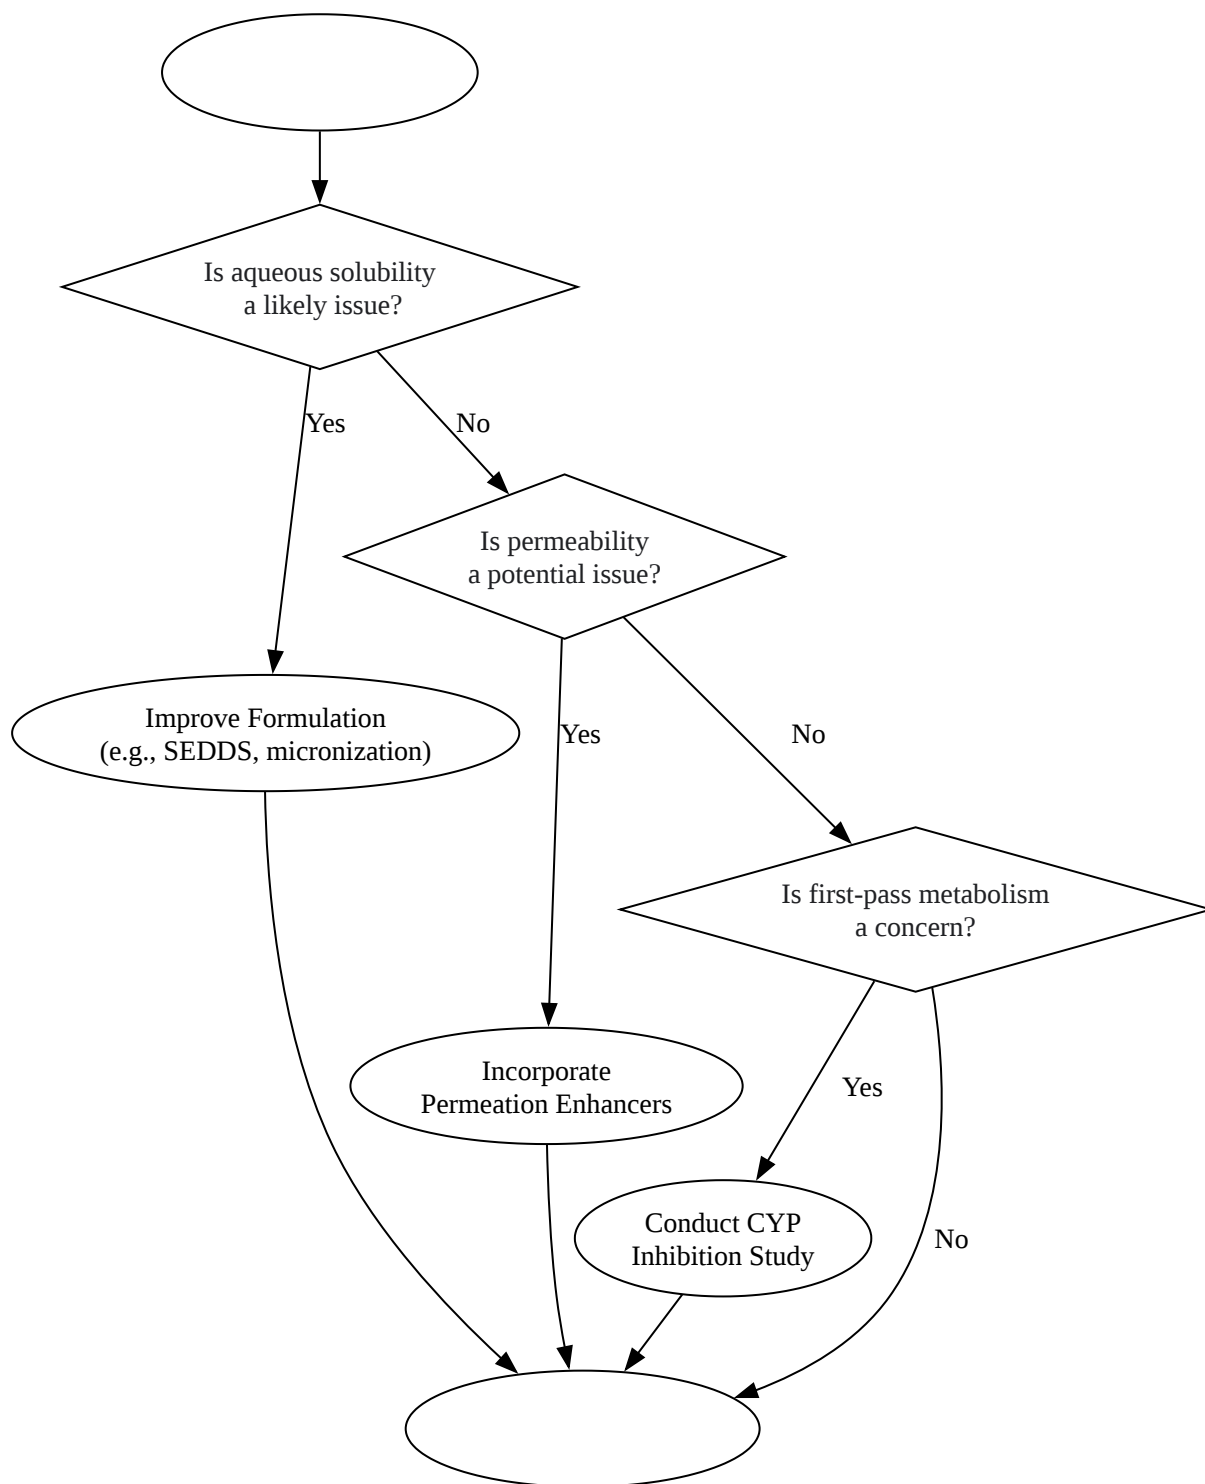 Is aqueous solubility
a likely issue?
Yes
No
Is permeability
a potential issue?
Improve Formulation
(e.g., SEDDS, micronization)
Yes
No
Is first-pass metabolism
a concern?
Incorporate
Permeation Enhancers
Yes
Conduct CYP
Inhibition Study
No